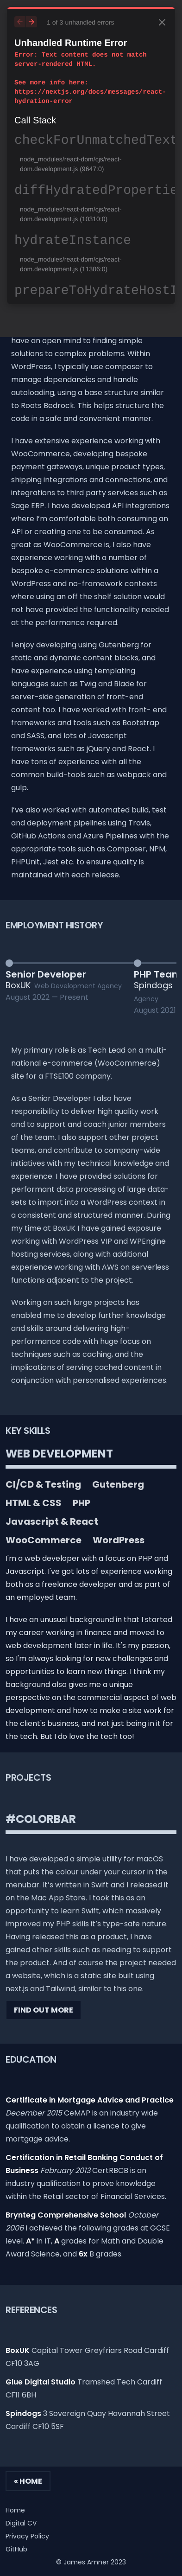 1 of 3 unhandled errors
Unhandled Runtime Error
Error: Text content does not match
server-rendered HTML.
See more info here:
https://nextjs.org/docs/messages/react-
hydration-error
Call Stack
checkForUnmatchedText
node_modules/react-dom/cjs/react-
dom.development.js (9647:0)
diffHydratedPropertie
node_modules/react-dom/cjs/react-
dom.development.js (10310:0)
hydrateInstance
node_modules/react-dom/cjs/react-
dom.development.js (11306:0)
prepareToHydrateHostI
have an open mind to finding simple
solutions to complex problems. Within
WordPress, I typically use composer to
manage dependancies and handle
autoloading, using a base structure similar
to Roots Bedrock. This helps structure the
code in a safe and convenient manner.
I have extensive experience working with
WooCommerce, developing bespoke
payment gateways, unique product types,
shipping integrations and connections, and
integrations to third party services such as
Sage ERP. I have developed API integrations
where I'm comfortable both consuming an
API or creating one to be consumed. As
great as WooCommerce is, I also have
experience in working with a number of
bespoke e-commerce solutions within a
WordPress and no-framework contexts
where using an off the shelf solution would
not have provided the functionality needed
at the performance required.
I enjoy developing using Gutenberg for
static and dynamic content blocks, and
have experience using templating
languages such as Twig and Blade for
server-side generation of front-end
content too. I have worked with front- end
frameworks and tools such as Bootstrap
and SASS, and lots of Javascript
frameworks such as jQuery and React. I
have tons of experience with all the
common build-tools such as webpack and
gulp.
I've also worked with automated build, test
and deployment pipelines using Travis,
GitHub Actions and Azure Pipelines with the
appropriate tools such as Composer, NPM,
PHPUnit, Jest etc. to ensure quality is
maintained with each release.
EMPLOYMENT HISTORY
Senior Developer
BoxUK Web Development Agency
August 2022 — Present
PHP Team
Spindogs
Agency
August 2021
My primary role is as Tech Lead on a multi-
national e-commerce (WooCommerce)
site for a FTSE100 company.
As a Senior Developer I also have
responsibility to deliver high quality work
and to support and coach junior members
of the team. I also support other project
teams, and contribute to company-wide
initiatives with my technical knowledge and
experience. I have provided solutions for
performant data processing of large data-
sets to import into a WordPress context in
a consistent and structured manner. During
my time at BoxUK I have gained exposure
working with WordPress VIP and WPEngine
hosting services, along with additional
experience working with AWS on serverless
functions adjacent to the project.
Working on such large projects has
enabled me to develop further knowledge
and skills around delivering high-
performance code with huge focus on
techniques such as caching, and the
implications of serving cached content in
conjunction with personalised experiences.
KEY SKILLS
WEB DEVELOPMENT
CI/CD & Testing Gutenberg
HTML & CSS PHP
Javascript & React
WooCommerce WordPress
I'm a web developer with a focus on PHP and
Javascript. I've got lots of experience working
both as a freelance developer and as part of
an employed team.
I have an unusual background in that I started
my career working in finance and moved to
web development later in life. It's my passion,
so I'm always looking for new challenges and
opportunities to learn new things. I think my
background also gives me a unique
perspective on the commercial aspect of web
development and how to make a site work for
the client's business, and not just being in it for
the tech. But I do love the tech too!
PROJECTS
#COLORBAR
I have developed a simple utility for macOS
that pipes the colour under your cursor in the
menubar. It's written in Swift and I released it
on the Mac App Store. I took this as an
opportunity to learn Swift, which massively
improved my PHP skills it's type-safe nature.
Having released this as a product, I have
gained other skills such as needing to support
the product. And of course the project needed
a website, which is a static site built using
next.js and Tailwind, similar to this one.
FIND OUT MORE
EDUCATION
Certificate in Mortgage Advice and Practice
December 2015 CeMAP is an industry wide
qualification to obtain a licence to give
mortgage advice.
Certification in Retail Banking Conduct of
Business February 2013 CertRBCB is an
industry qualification to prove knowledge
within the Retail sector of Financial Services.
Brynteg Comprehensive School October
2006 I achieved the following grades at GCSE
level. A* in IT, A grades for Math and Double
Award Science, and 6x B grades.
REFERENCES
BoxUK Capital Tower Greyfriars Road Cardiff
CF10 3AG
Glue Digital Studio Tramshed Tech Cardiff
CF11 6BH
Spindogs 3 Sovereign Quay Havannah Street
Cardiff CF10 5SF
« HOME
Home
Digital CV
Privacy Policy
GitHub
© James Amner 2023